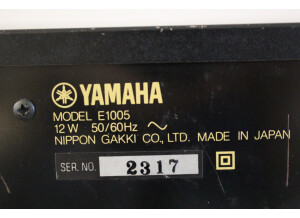 YAMAHA
MODEL E1005
12 W 50/60Hz
NIPPON GAKKI CO., LTD. MADE IN JAPAN
SER. NO. 2317